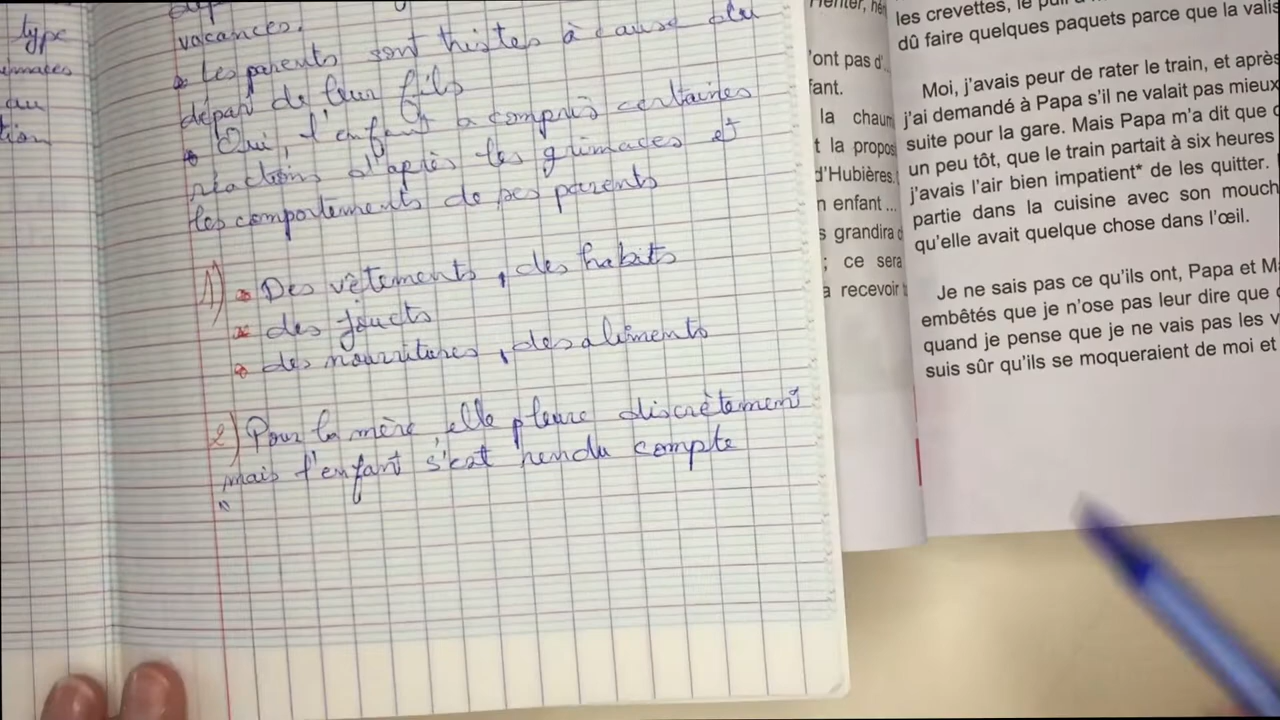 type
au
tion
vacances.
Les parents sont tristes à cause du
départ de leur fils
Oui, l'enfant a compris certaines
réactions d'après les grimaces et
les comportements de ses parents
1) Des vêtements, des habits
des jouets
des nourritures, des aliments
2) Pour la mère, elle pleure discrètement
mais l'enfant s'est rendu compte
"
'ont pas d'
fant.
la chaum
t la propos
d'Hubières.
n enfant ...
s grandira d
; ce sera
a recevoir
les crevettes, le
dû faire quelques paquets parce que la valis
Moi, j'avais peur de rater le train, et après
j'ai demandé à Papa s'il ne valait pas mieux
suite pour la gare. Mais Papa m'a dit que c
un peu tôt, que le train partait à six heures
j'avais l'air bien impatient* de les quitter.
partie dans la cuisine avec son mouch
qu'elle avait quelque chose dans l'œil.
Je ne sais pas ce qu'ils ont, Papa et M
embêtés que je n'ose pas leur dire que
quand je pense que je ne vais pas les v
suis sûr qu'ils se moqueraient de moi et